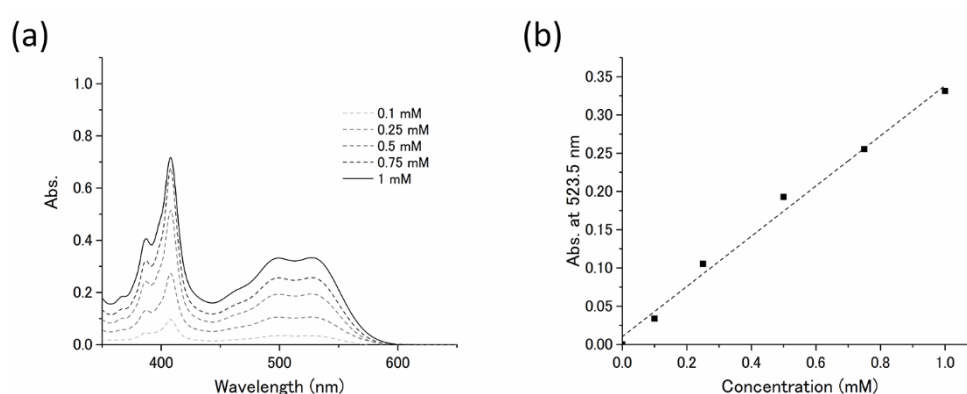 (a)
Abs.
1.0
0.8
0.6
0.4
0.2
0.0
400
500
600
Wavelength (nm)
0.1 mM
0.25 mM
0.5 mM
0.75 mM
1 mM
(b)
Abs. at 523.5 nm
0.35
0.30
0.25
0.20
0.15
0.10
0.05
0.00
0.0
0.2
0.4
0.6
0.8
1.0
Concentration (mM)